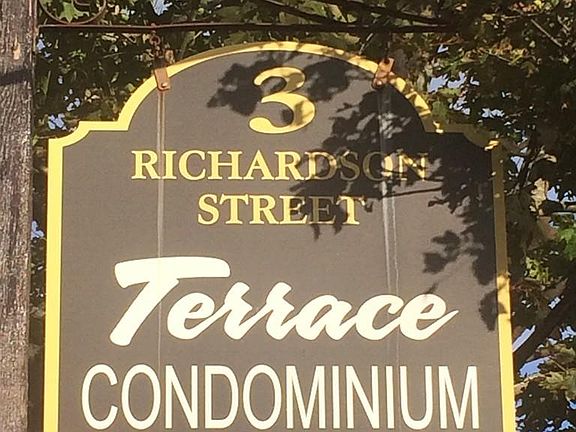 3
RICHARDSON
STREET
Terrace
CONDOMINIUM